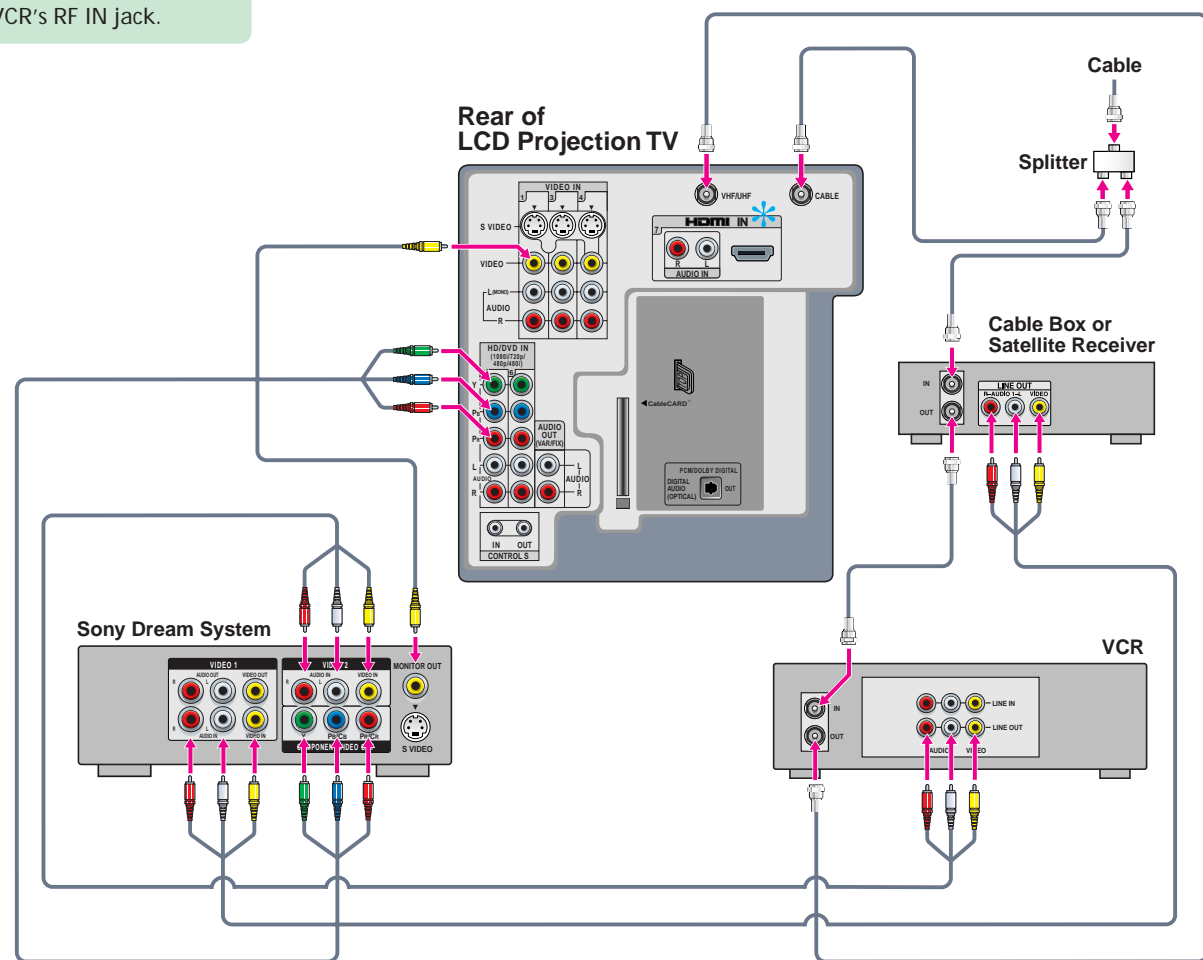 VCR's RF IN jack.
Cable
Splitter
Rear of
LCD Projection TV
VIDEO IN
1 3 4
S VIDEO
VIDEO
L(MONO)
AUDIO
R
VHF/UHF
CABLE
HDMI IN
7
R L
AUDIO IN
HD/DVD IN
(1080i/720p/
480p/480i)
6
Y
PB
PR
L
AUDIO
R
AUDIO
OUT
(VAR/FIX)
L
AUDIO
R
IN OUT
CONTROL S
CableCARD™
PCM/DOLBY DIGITAL
DIGITAL
AUDIO
(OPTICAL)
OUT
Cable Box or
Satellite Receiver
IN
OUT
LINE OUT
R–AUDIO 1–L VIDEO
Sony Dream System
VIDEO 1
AUDIO OUT VIDEO OUT
R L
R L
AUDIO IN VIDEO IN
AUDIO IN VIDEO IN
R L
Y PB/CB PR/CR
MONITOR OUT
S VIDEO
VCR
IN
OUT
LINE IN
LINE OUT
VIDEO